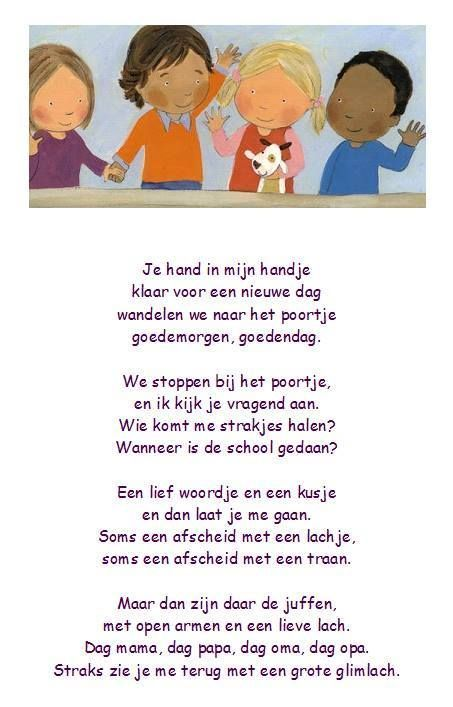 Je hand in mijn handje
klaar voor een nieuwe dag
wandelen we naar het poortje
goedemorgen, goedendag.
We stoppen bij het poortje,
en ik kijk je vragend aan.
Wie komt me strakjes halen?
Wanneer is de school gedaan?
Een lief woordje en een kusje
en dan laat je me gaan.
Soms een afscheid met een lachje,
soms een afscheid met een traan.
Maar dan zijn daar de juffen,
met open armen en een lieve lach.
Dag mama, dag papa, dag oma, dag opa.
Straks zie je me terug met een grote glimlach.